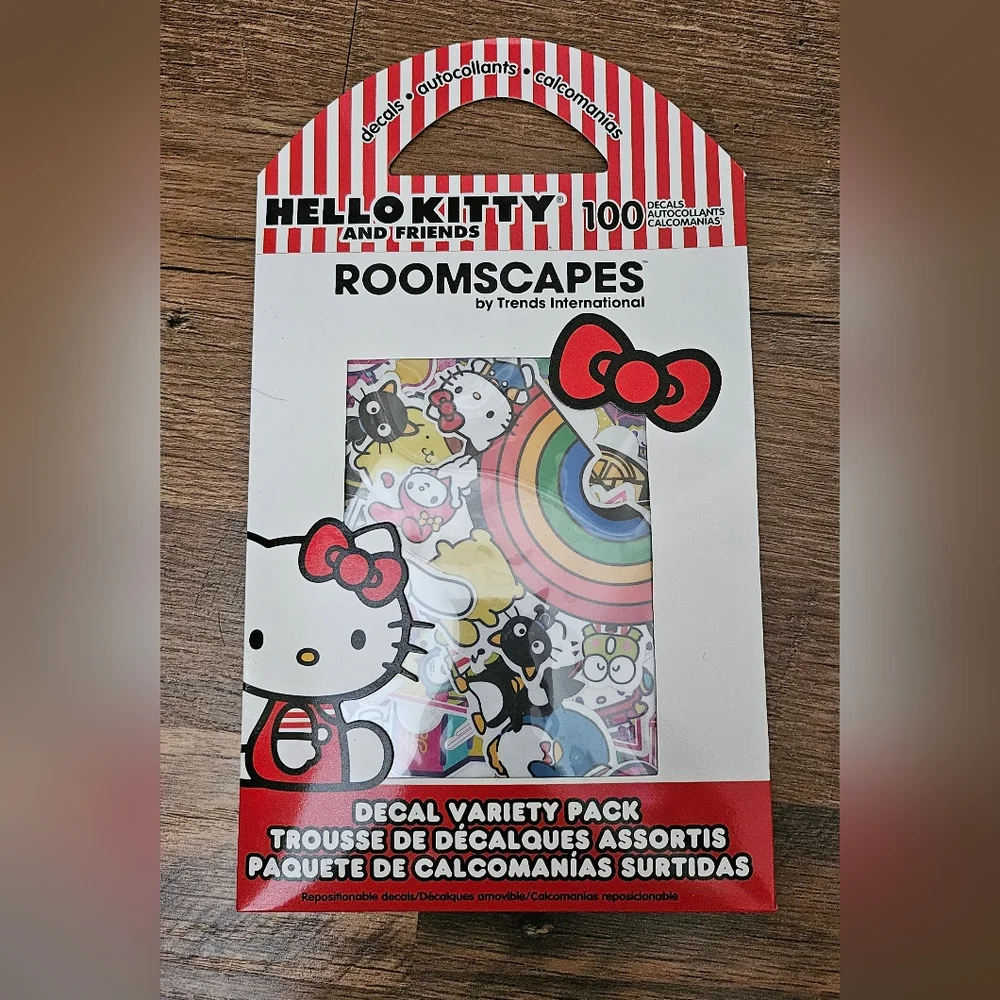 decals • autocollants • calcomanías
HELLO KITTY®
AND FRIENDS
100
DECALS
AUTOCOLLANTS
CALCOMANIAS
ROOMSCAPES™
by Trends International
DECAL VARIETY PACK
TROUSSE DE DÉCALQUES ASSORTIS
PAQUETE DE CALCOMANÍAS SURTIDAS
Repositionable decals/Décalques amovible/Calcomanías reposicionable